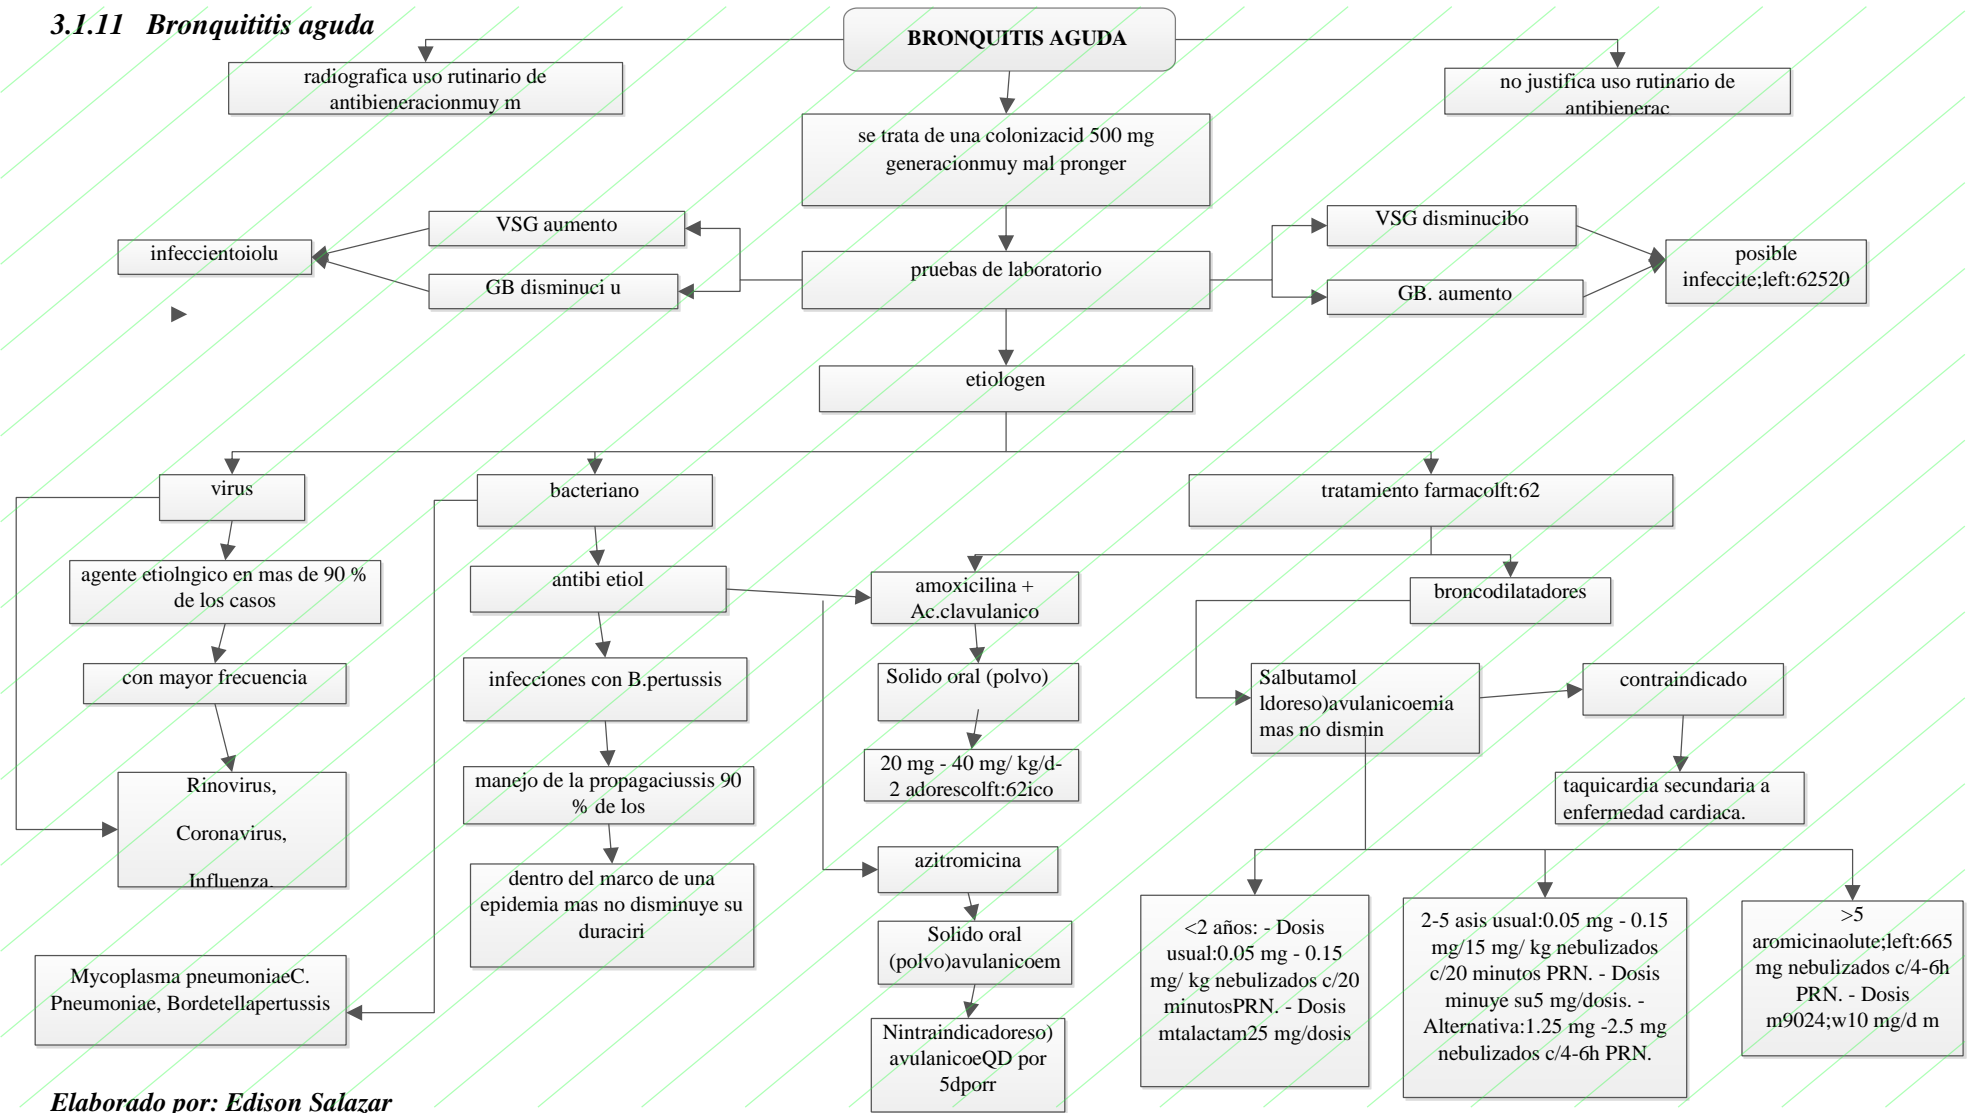 3.1.11 Bronquititis aguda
BRONQUITIS AGUDA
radiografica uso rutinario de
antibieneracionmuy m
no justifica uso rutinario de
antibienerac
se trata de una colonizacid 500 mg
generacionmuy mal pronger
VSG aumento
VSG disminucibo
infeccientoiolu
pruebas de laboratorio
posible
infeccite;left:62520
GB disminuci u
GB. aumento
etiologen
virus
bacteriano
tratamiento farmacolft:62
agente etiolngico en mas de 90 %
de los casos
antibi etiol
amoxicilina +
Ac.clavulanico
broncodilatadores
con mayor frecuencia
infecciones con B.pertussis
Solido oral (polvo)
Salbutamol
ldoreso)avulanicoemia
mas no dismin
contraindicado
Rinovirus,
Coronavirus,
Influenza,
manejo de la propagaciussis 90
% de los
20 mg - 40 mg/ kg/d-
2 adorescolft:62ico
taquicardia secundaria a
enfermedad cardiaca.
dentro del marco de una
epidemia mas no disminuye su
duraciri
azitromicina
Solido oral
(polvo)avulanicoem
Mycoplasma pneumoniaeC.
Pneumoniae, Bordetellapertussis
Nintraindicadoreso)
avulanicoeQD por
5dporr
<2 años: - Dosis
usual:0.05 mg - 0.15
mg/ kg nebulizados c/20
minutosPRN. - Dosis
mtalactam25 mg/dosis
2-5 asis usual:0.05 mg - 0.15
mg/15 mg/ kg nebulizados
c/20 minutos PRN. - Dosis
minuye su5 mg/dosis. -
Alternativa:1.25 mg -2.5 mg
nebulizados c/4-6h PRN.
>5
aromicinaolute;left:665
mg nebulizados c/4-6h
PRN. - Dosis
m9024;w10 mg/d m
Elaborado por: Edison Salazar